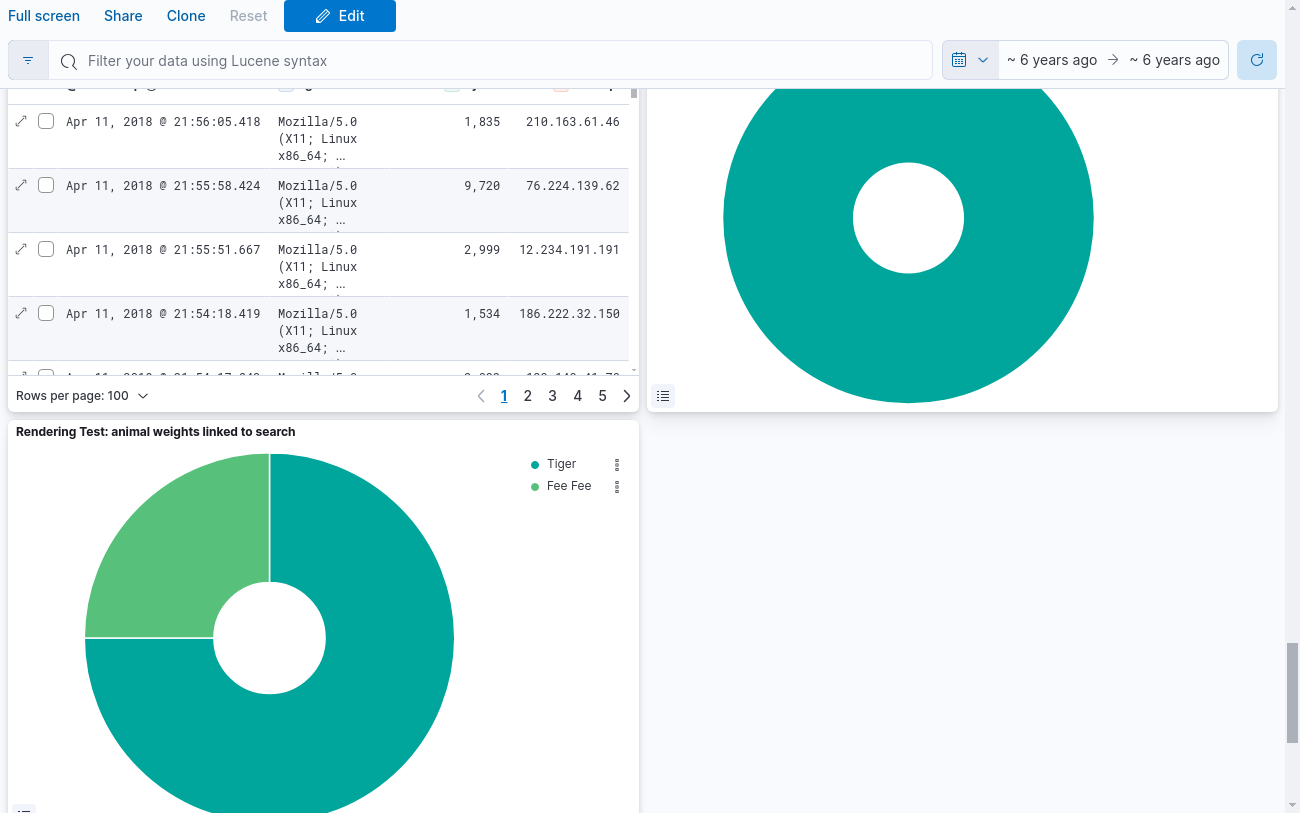 Full screen
Share
Clone
Reset
Edit
Filter your data using Lucene syntax
~ 6 years ago
~ 6 years ago
Apr 11, 2018 @ 21:56:05.418
Mozilla/5.0
(X11; Linux
x86_64; ...
1,835
210.163.61.46
Apr 11, 2018 @ 21:55:58.424
Mozilla/5.0
(X11; Linux
x86_64; ...
9,720
76.224.139.62
Apr 11, 2018 @ 21:55:51.667
Mozilla/5.0
(X11; Linux
x86_64; ...
2,999
12.234.191.191
Apr 11, 2018 @ 21:54:18.419
Mozilla/5.0
(X11; Linux
x86_64; ...
1,534
186.222.32.150
Rows per page: 100
1 2 3 4 5
Rendering Test: animal weights linked to search
Tiger
Fee Fee